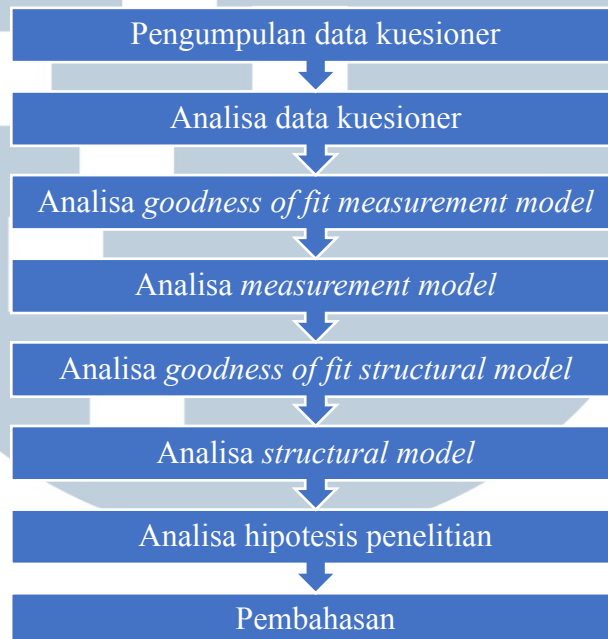 Pengumpulan data kuesioner
Analisa data kuesioner
Analisa goodness of fit measurement model
Analisa measurement model
Analisa goodness of fit structural model
Analisa structural model
Analisa hipotesis penelitian
Pembahasan